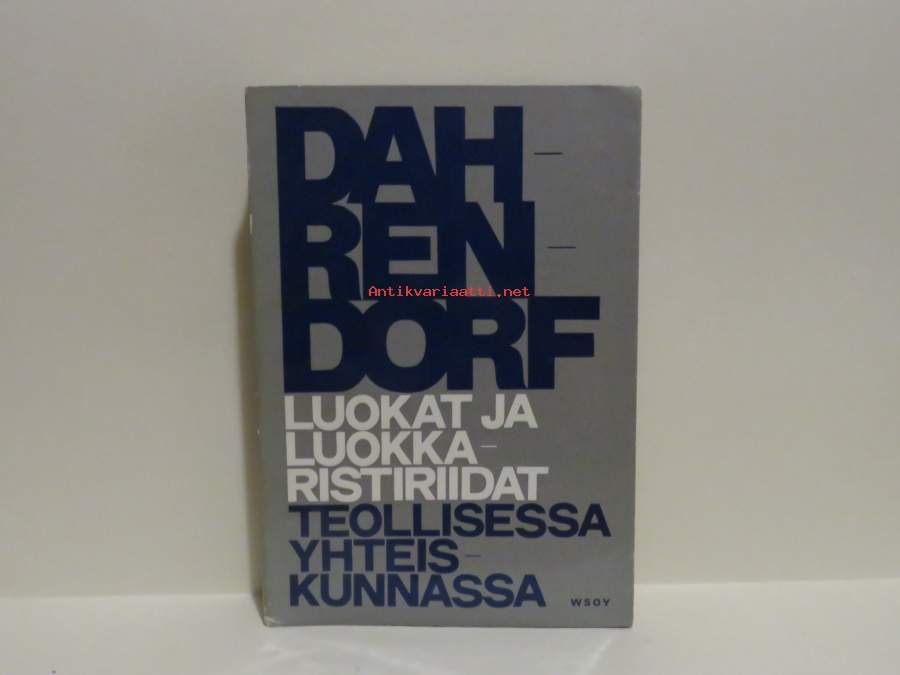 DAH-
REN-
Antikvariaatti.net
DORF
LUOKAT JA
LUOKKA-
RISTIRIIDAT
TEOLLISESSA
YHTEIS-
KUNNASSA
WSOY